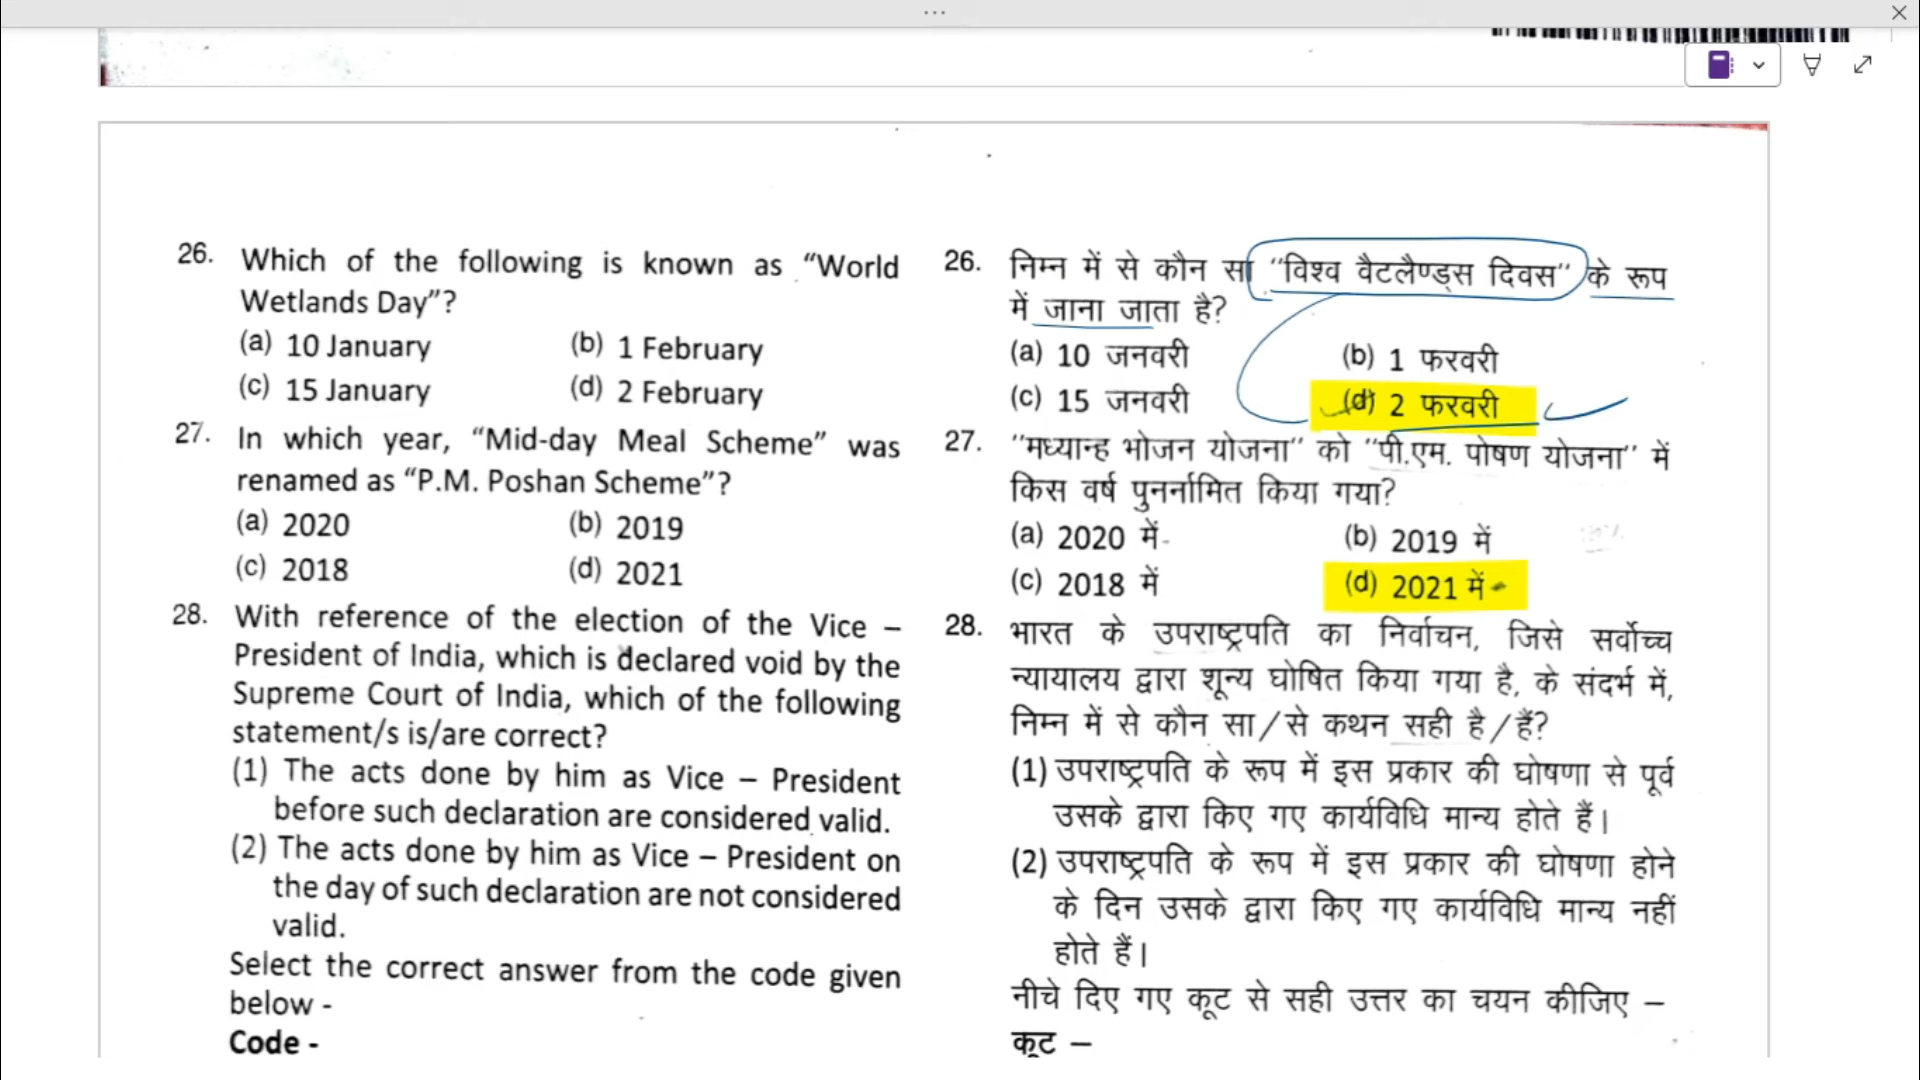 26. Which of the following is known as “World
Wetlands Day”?
(a) 10 January (b) 1 February
(c) 15 January (d) 2 February
27. In which year, “Mid-day Meal Scheme” was
renamed as “P.M. Poshan Scheme”?
(a) 2020 (b) 2019
(c) 2018 (d) 2021
28. With reference of the election of the Vice –
President of India, which is declared void by the
Supreme Court of India, which of the following
statement/s is/are correct?
(1) The acts done by him as Vice – President
before such declaration are considered valid.
(2) The acts done by him as Vice – President on
the day of such declaration are not considered
valid.
Select the correct answer from the code given
below -
Code -
26. निम्न में से कौन सा “विश्व वैटलैण्ड्स दिवस” के रूप
में जाना जाता है?
(a) 10 जनवरी (b) 1 फरवरी
(c) 15 जनवरी (d) 2 फरवरी
27. “मध्यान्ह भोजन योजना” को “पी.एम. पोषण योजना” में
किस वर्ष पुनर्नामित किया गया?
(a) 2020 में (b) 2019 में
(c) 2018 में (d) 2021 में
28. भारत के उपराष्ट्रपति का निर्वाचन, जिसे सर्वोच्च
न्यायालय द्वारा शून्य घोषित किया गया है, के संदर्भ में,
निम्न में से कौन सा/से कथन सही है/हैं?
(1) उपराष्ट्रपति के रूप में इस प्रकार की घोषणा से पूर्व
उसके द्वारा किए गए कार्यविधि मान्य होते हैं।
(2) उपराष्ट्रपति के रूप में इस प्रकार की घोषणा होने
के दिन उसके द्वारा किए गए कार्यविधि मान्य नहीं
होते हैं।
नीचे दिए गए कूट से सही उत्तर का चयन कीजिए –
कूट –